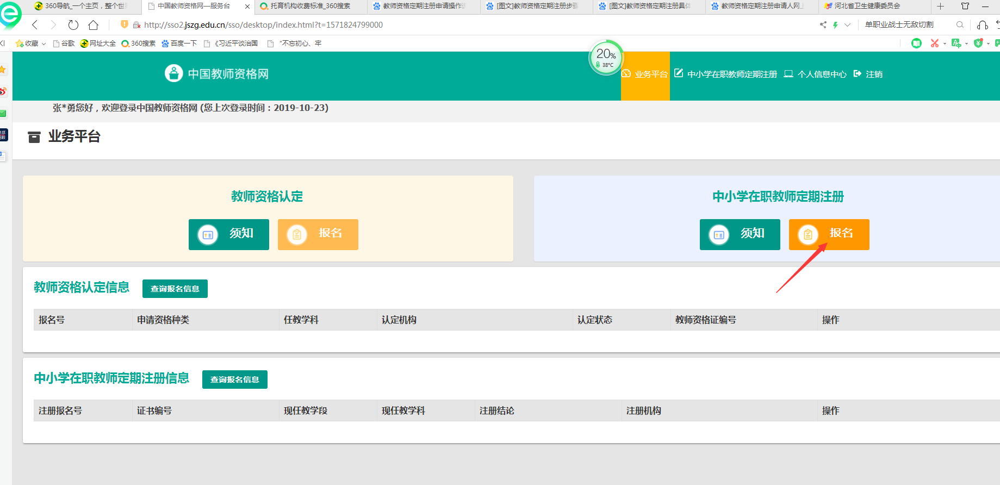 360导航_一个主页，整个世
中国教师资格网—服务台
托育机构收费标准_360搜索
教师资格定期注册申请操作
[图文]教师资格定期注册步骤
[图文]教师资格定期注册具体
教师资格定期注册申请人网上
河北省卫生健康委员会
http://sso2.jszg.edu.cn/sso/desktop/index.html?t=1571824799000
单职业战士无敌切割
收藏
谷歌
网址大全
360搜索
百度一下
《习近平谈治国
“不忘初心、牢
20%
38°C
中国教师资格网
业务平台
中小学在职教师定期注册
个人信息中心
注销
张*勇您好，欢迎登录中国教师资格网 (您上次登录时间：2019-10-23)
业务平台
教师资格认定
须知
报名
中小学在职教师定期注册
须知
报名
教师资格认定信息
查询报名信息
报名号 申请资格种类 任教学科 认定机构 认定状态 教师资格证编号 操作
中小学在职教师定期注册信息
查询报名信息
注册报名号 证书编号 现任教学段 现任教学科 注册结论 注册机构 操作